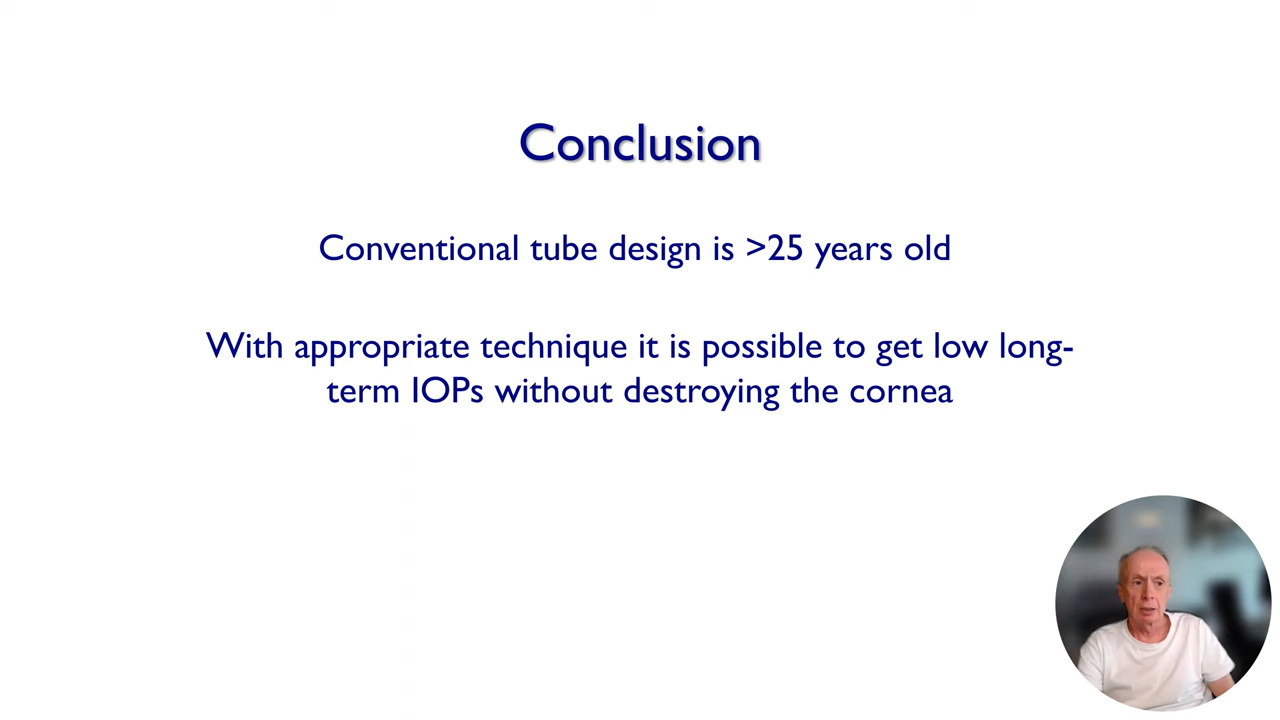 Conclusion
Conventional tube design is >25 years old
With appropriate technique it is possible to get low long-
term IOPs without destroying the cornea